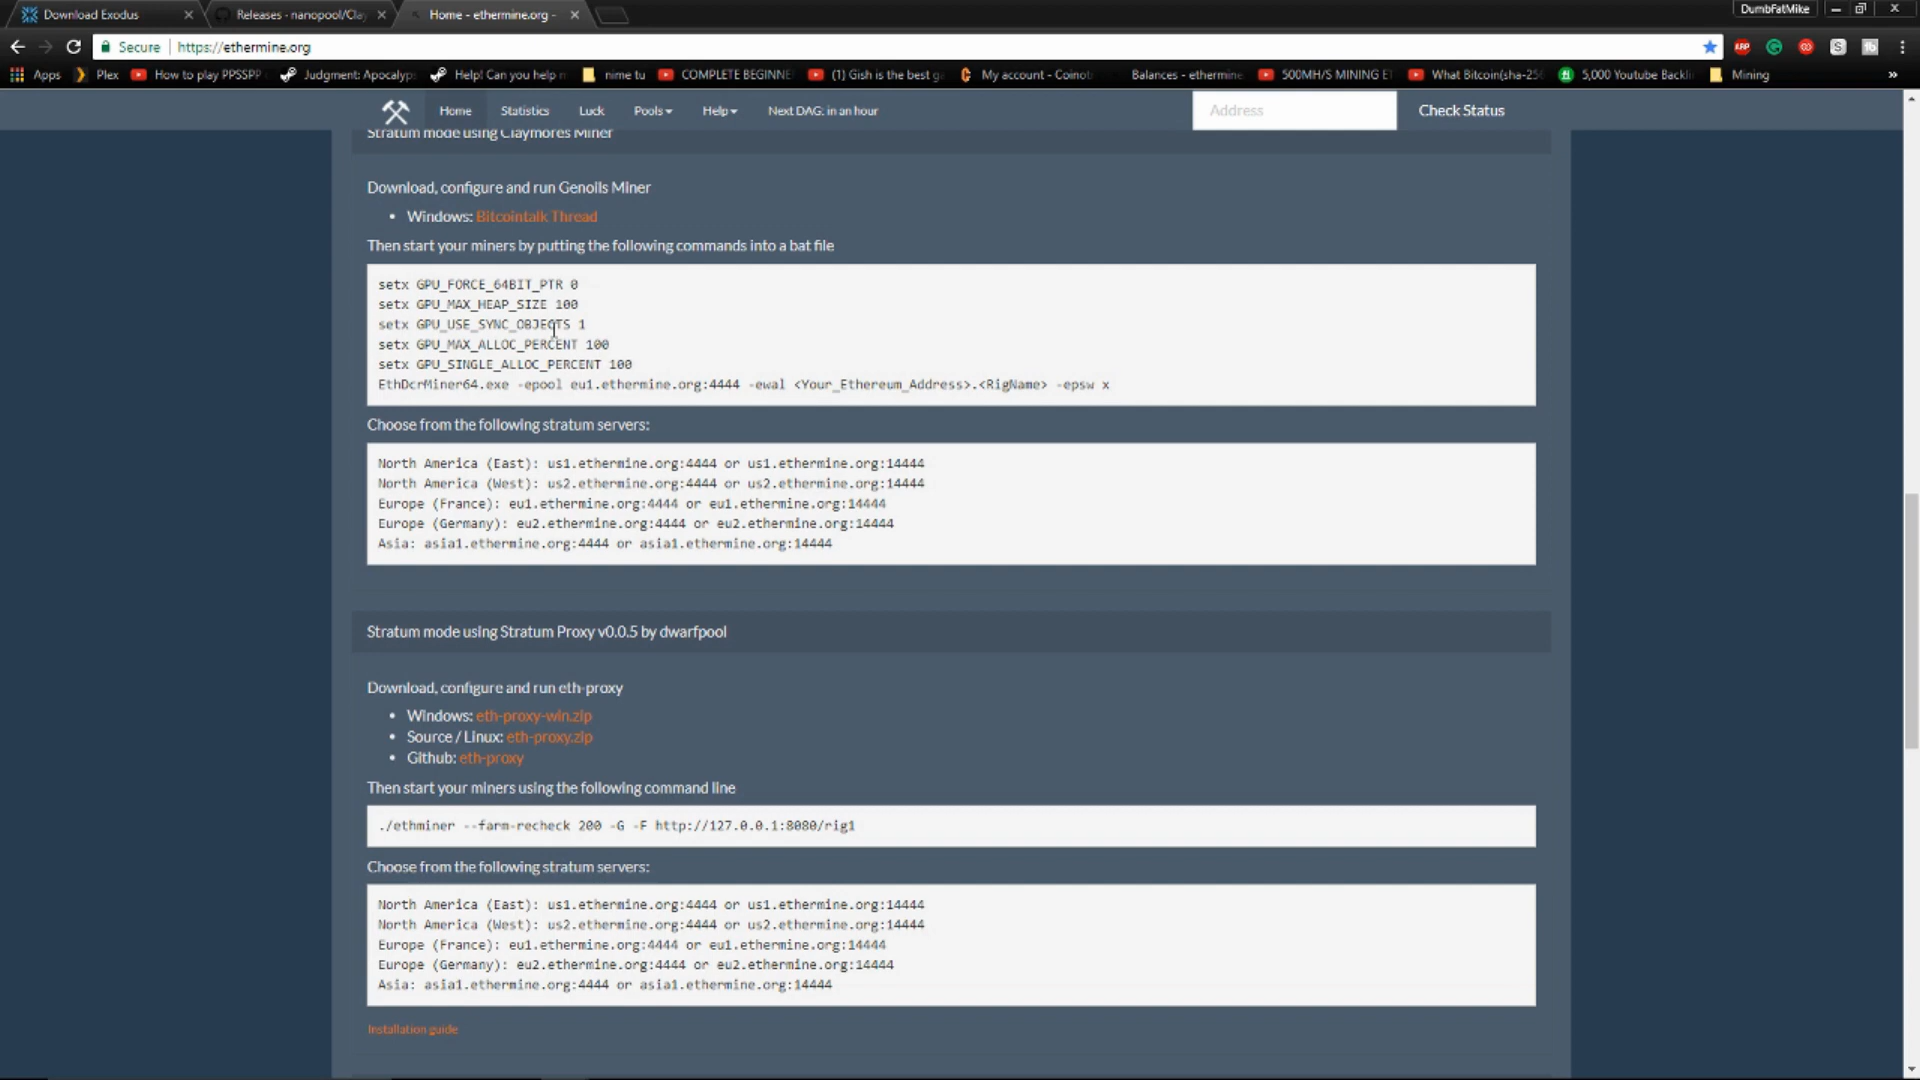 Download Exodus
Releases - nanopool/Clay
Home - ethermine.org -
DumbFatMike
Secure
https://ethermine.org
Apps
Plex
How to play PPSSPP
Judgment: Apocalyp
Help! Can you help
nime tu
COMPLETE BEGINNE
(1) Gish is the best g
My account - Coinot
Balances - ethermine
500MH/S MINING ET
What Bitcoin(sha-256
5,000 Youtube Backli
Mining
»
Home
Statistics
Luck
Pools
Help
Next DAG: in an hour
Address
Check Status
Stratum mode using Claymores Miner
Download, configure and run Genoils Miner
• Windows: Bitcointalk Thread
Then start your miners by putting the following commands into a bat file
setx GPU_FORCE_64BIT_PTR 0
setx GPU_MAX_HEAP_SIZE 100
setx GPU_USE_SYNC_OBJECTS 1
setx GPU_MAX_ALLOC_PERCENT 100
setx GPU_SINGLE_ALLOC_PERCENT 100
EthDcrMiner64.exe -epool eu1.ethermine.org:4444 -ewal <Your_Ethereum_Address>.<RigName> -epsw x
Choose from the following stratum servers:
North America (East): us1.ethermine.org:4444 or us1.ethermine.org:14444
North America (West): us2.ethermine.org:4444 or us2.ethermine.org:14444
Europe (France): eu1.ethermine.org:4444 or eu1.ethermine.org:14444
Europe (Germany): eu2.ethermine.org:4444 or eu2.ethermine.org:14444
Asia: asia1.ethermine.org:4444 or asia1.ethermine.org:14444
Stratum mode using Stratum Proxy v0.0.5 by dwarfpool
Download, configure and run eth-proxy
• Windows: eth-proxy-win.zip
• Source / Linux: eth-proxy.zip
• Github: eth-proxy
Then start your miners using the following command line
./ethminer --farm-recheck 200 -G -F http://127.0.0.1:8080/rig1
Choose from the following stratum servers:
North America (East): us1.ethermine.org:4444 or us1.ethermine.org:14444
North America (West): us2.ethermine.org:4444 or us2.ethermine.org:14444
Europe (France): eu1.ethermine.org:4444 or eu1.ethermine.org:14444
Europe (Germany): eu2.ethermine.org:4444 or eu2.ethermine.org:14444
Asia: asia1.ethermine.org:4444 or asia1.ethermine.org:14444
Installation guide